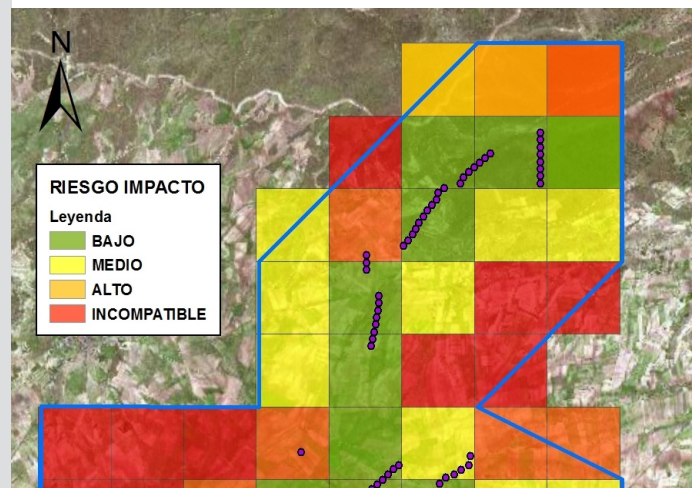 N
RIESGO IMPACTO
Leyenda
BAJO
MEDIO
ALTO
INCOMPATIBLE